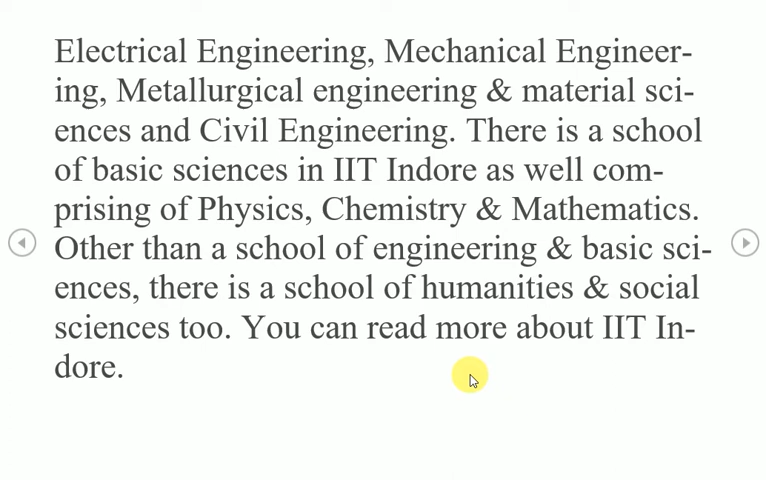 Electrical Engineering, Mechanical Engineer-
ing, Metallurgical engineering & material sci-
ences and Civil Engineering. There is a school
of basic sciences in IIT Indore as well com-
prising of Physics, Chemistry & Mathematics.
Other than a school of engineering & basic sci-
ences, there is a school of humanities & social
sciences too. You can read more about IIT In-
dore.